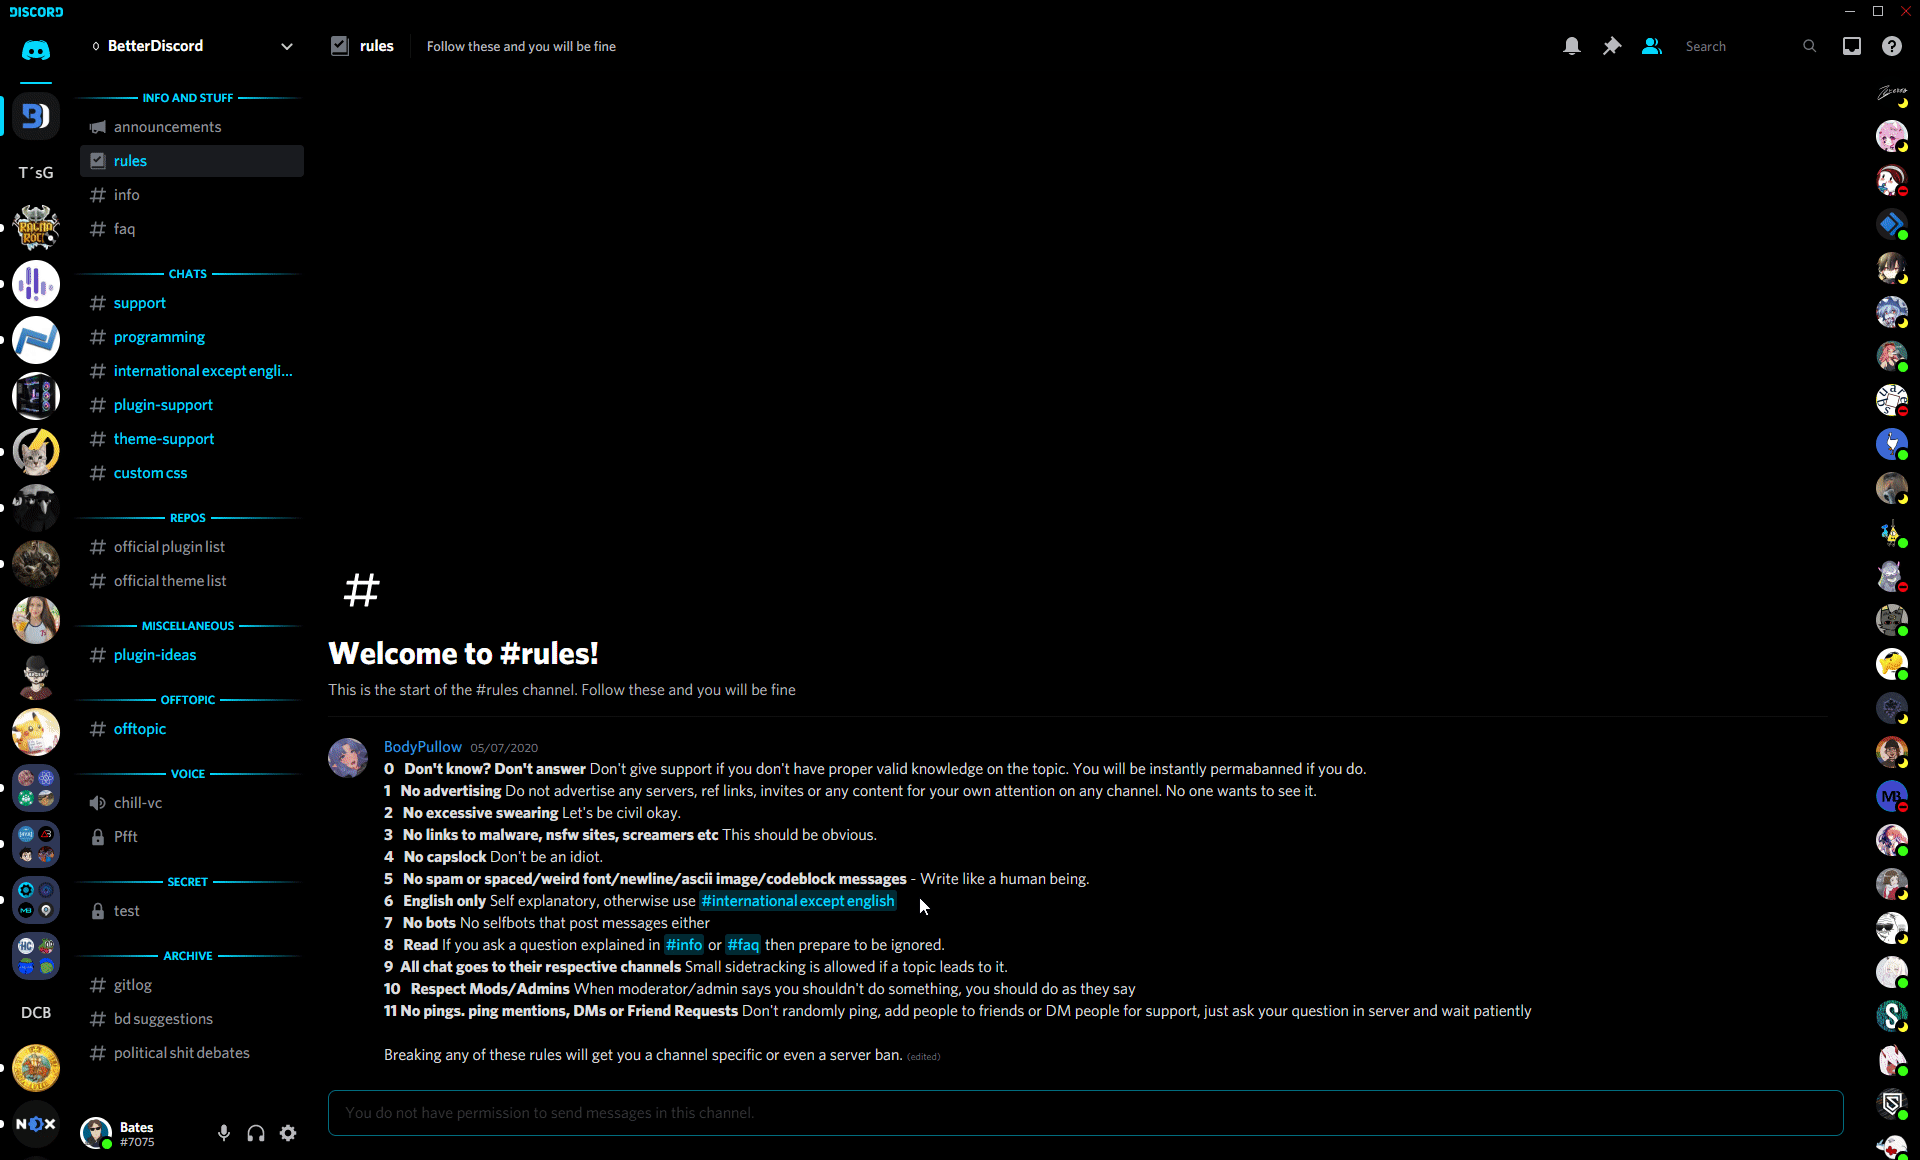 DISCORD
BetterDiscord
rules
Follow these and you will be fine
Search
INFO AND STUFF
announcements
rules
info
faq
CHATS
support
programming
international except engli...
plugin-support
theme-support
custom css
REPOS
official plugin list
official theme list
MISCELLANEOUS
plugin-ideas
OFFTOPIC
offtopic
VOICE
chill-vc
Pfft
SECRET
test
ARCHIVE
gitlog
bd suggestions
political shit debates
Bates
#7075
T´sG
RAGNA
ROCK
DCB
NOX
#
Welcome to #rules!
This is the start of the #rules channel. Follow these and you will be fine
BodyPullow 05/07/2020
0 Don't know? Don't answer Don't give support if you don't have proper valid knowledge on the topic. You will be instantly permabanned if you do.
1 No advertising Do not advertise any servers, ref links, invites or any content for your own attention on any channel. No one wants to see it.
2 No excessive swearing Let's be civil okay.
3 No links to malware, nsfw sites, screamers etc This should be obvious.
4 No capslock Don't be an idiot.
5 No spam or spaced/weird font/newline/ascii image/codeblock messages - Write like a human being.
6 English only Self explanatory, otherwise use #international except english
7 No bots No selfbots that post messages either
8 Read If you ask a question explained in #info or #faq then prepare to be ignored.
9 All chat goes to their respective channels Small sidetracking is allowed if a topic leads to it.
10 Respect Mods/Admins When moderator/admin says you shouldn't do something, you should do as they say
11 No pings. ping mentions, DMs or Friend Requests Don't randomly ping, add people to friends or DM people for support, just ask your question in server and wait patiently
Breaking any of these rules will get you a channel specific or even a server ban. (edited)
You do not have permission to send messages in this channel.